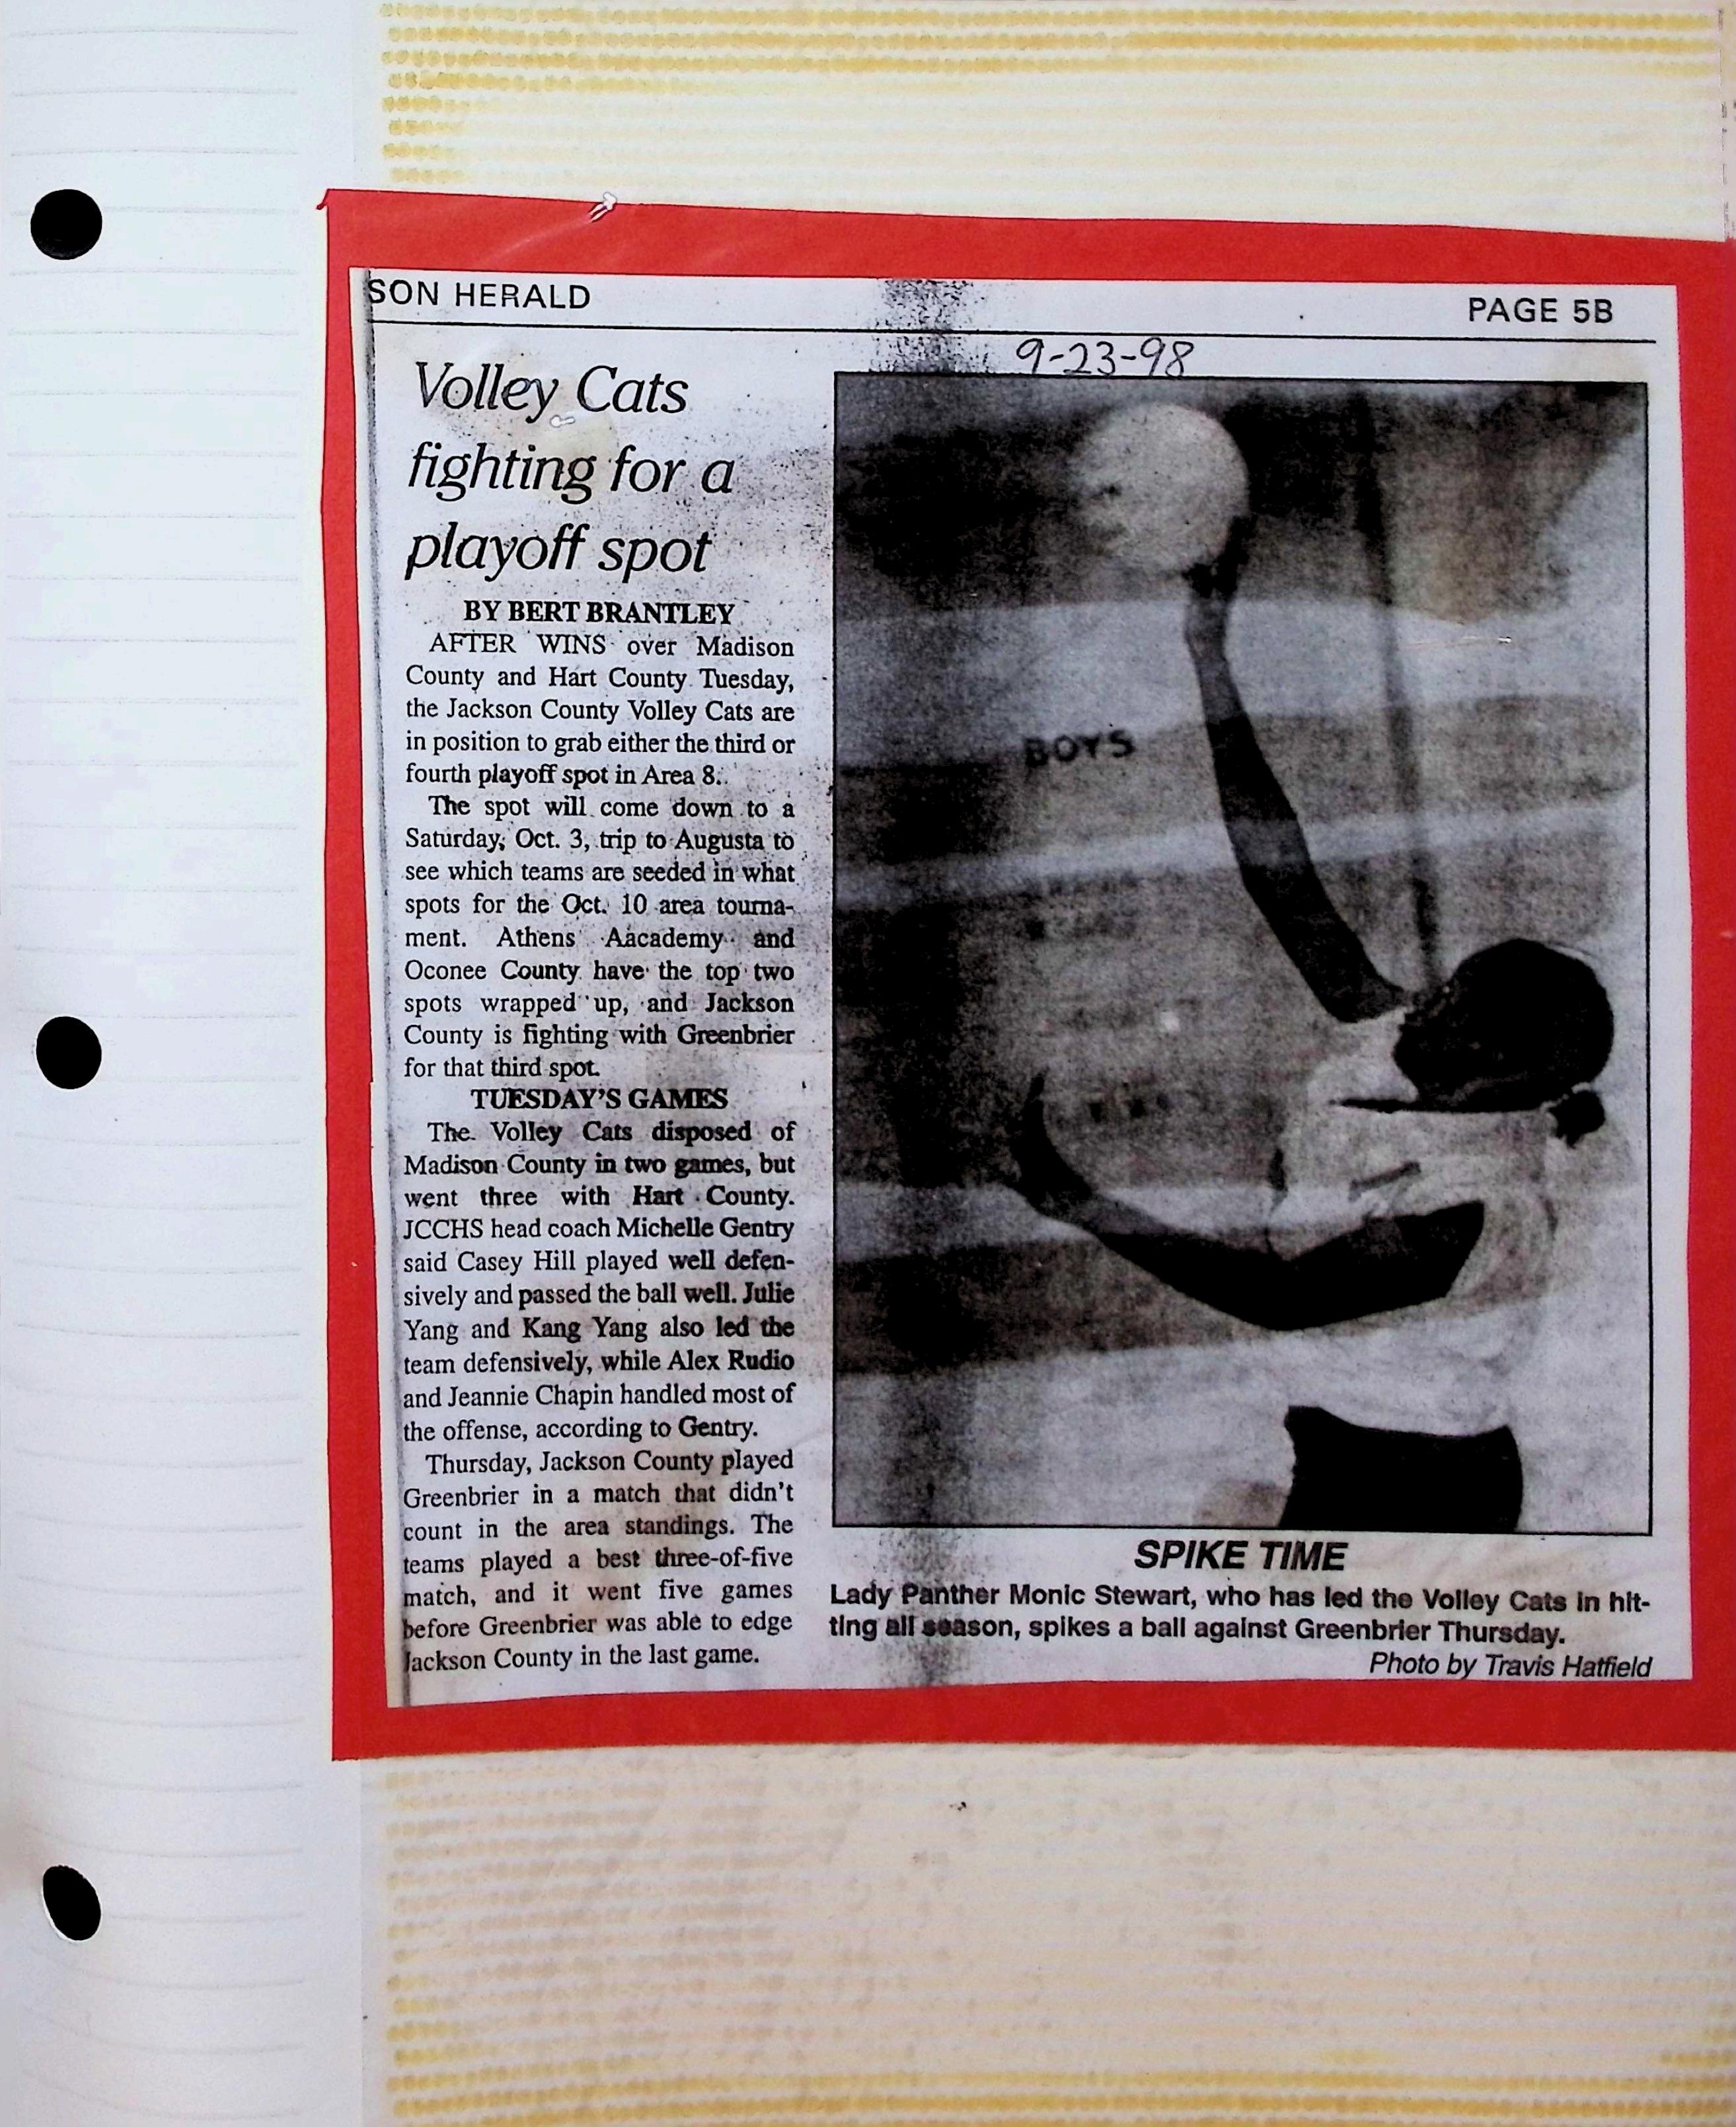 SON HERALD
PAGE 5B
9-23-98
Volley Cats
fighting for a
playoff spot
BY BERT BRANTLEY
AFTER WINS over Madison
County and Hart County Tuesday,
the Jackson County Volley Cats are
in position to grab either the third or
fourth playoff spot in Area 8.
The spot will come down to a
Saturday, Oct. 3, trip to Augusta to
see which teams are seeded in what
spots for the Oct. 10 area tourna-
ment. Athens Aacademy and
Oconee County have the top two
spots wrapped up, and Jackson
County is fighting with Greenbrier
for that third spot.
TUESDAY'S GAMES
The Volley Cats disposed of
Madison County in two games, but
went three with Hart County.
JCCHS head coach Michelle Gentry
said Casey Hill played well defen-
sively and passed the ball well. Julie
Yang and Kang Yang also led the
team defensively, while Alex Rudio
and Jeannie Chapin handled most of
the offense, according to Gentry.
Thursday, Jackson County played
Greenbrier in a match that didn't
count in the area standings. The
teams played a best three-of-five
match, and it went five games
before Greenbrier was able to edge
Jackson County in the last game.
BOYS
SPIKE TIME
Lady Panther Monic Stewart, who has led the Volley Cats in hit-
ting all season, spikes a ball against Greenbrier Thursday.
Photo by Travis Hatfield